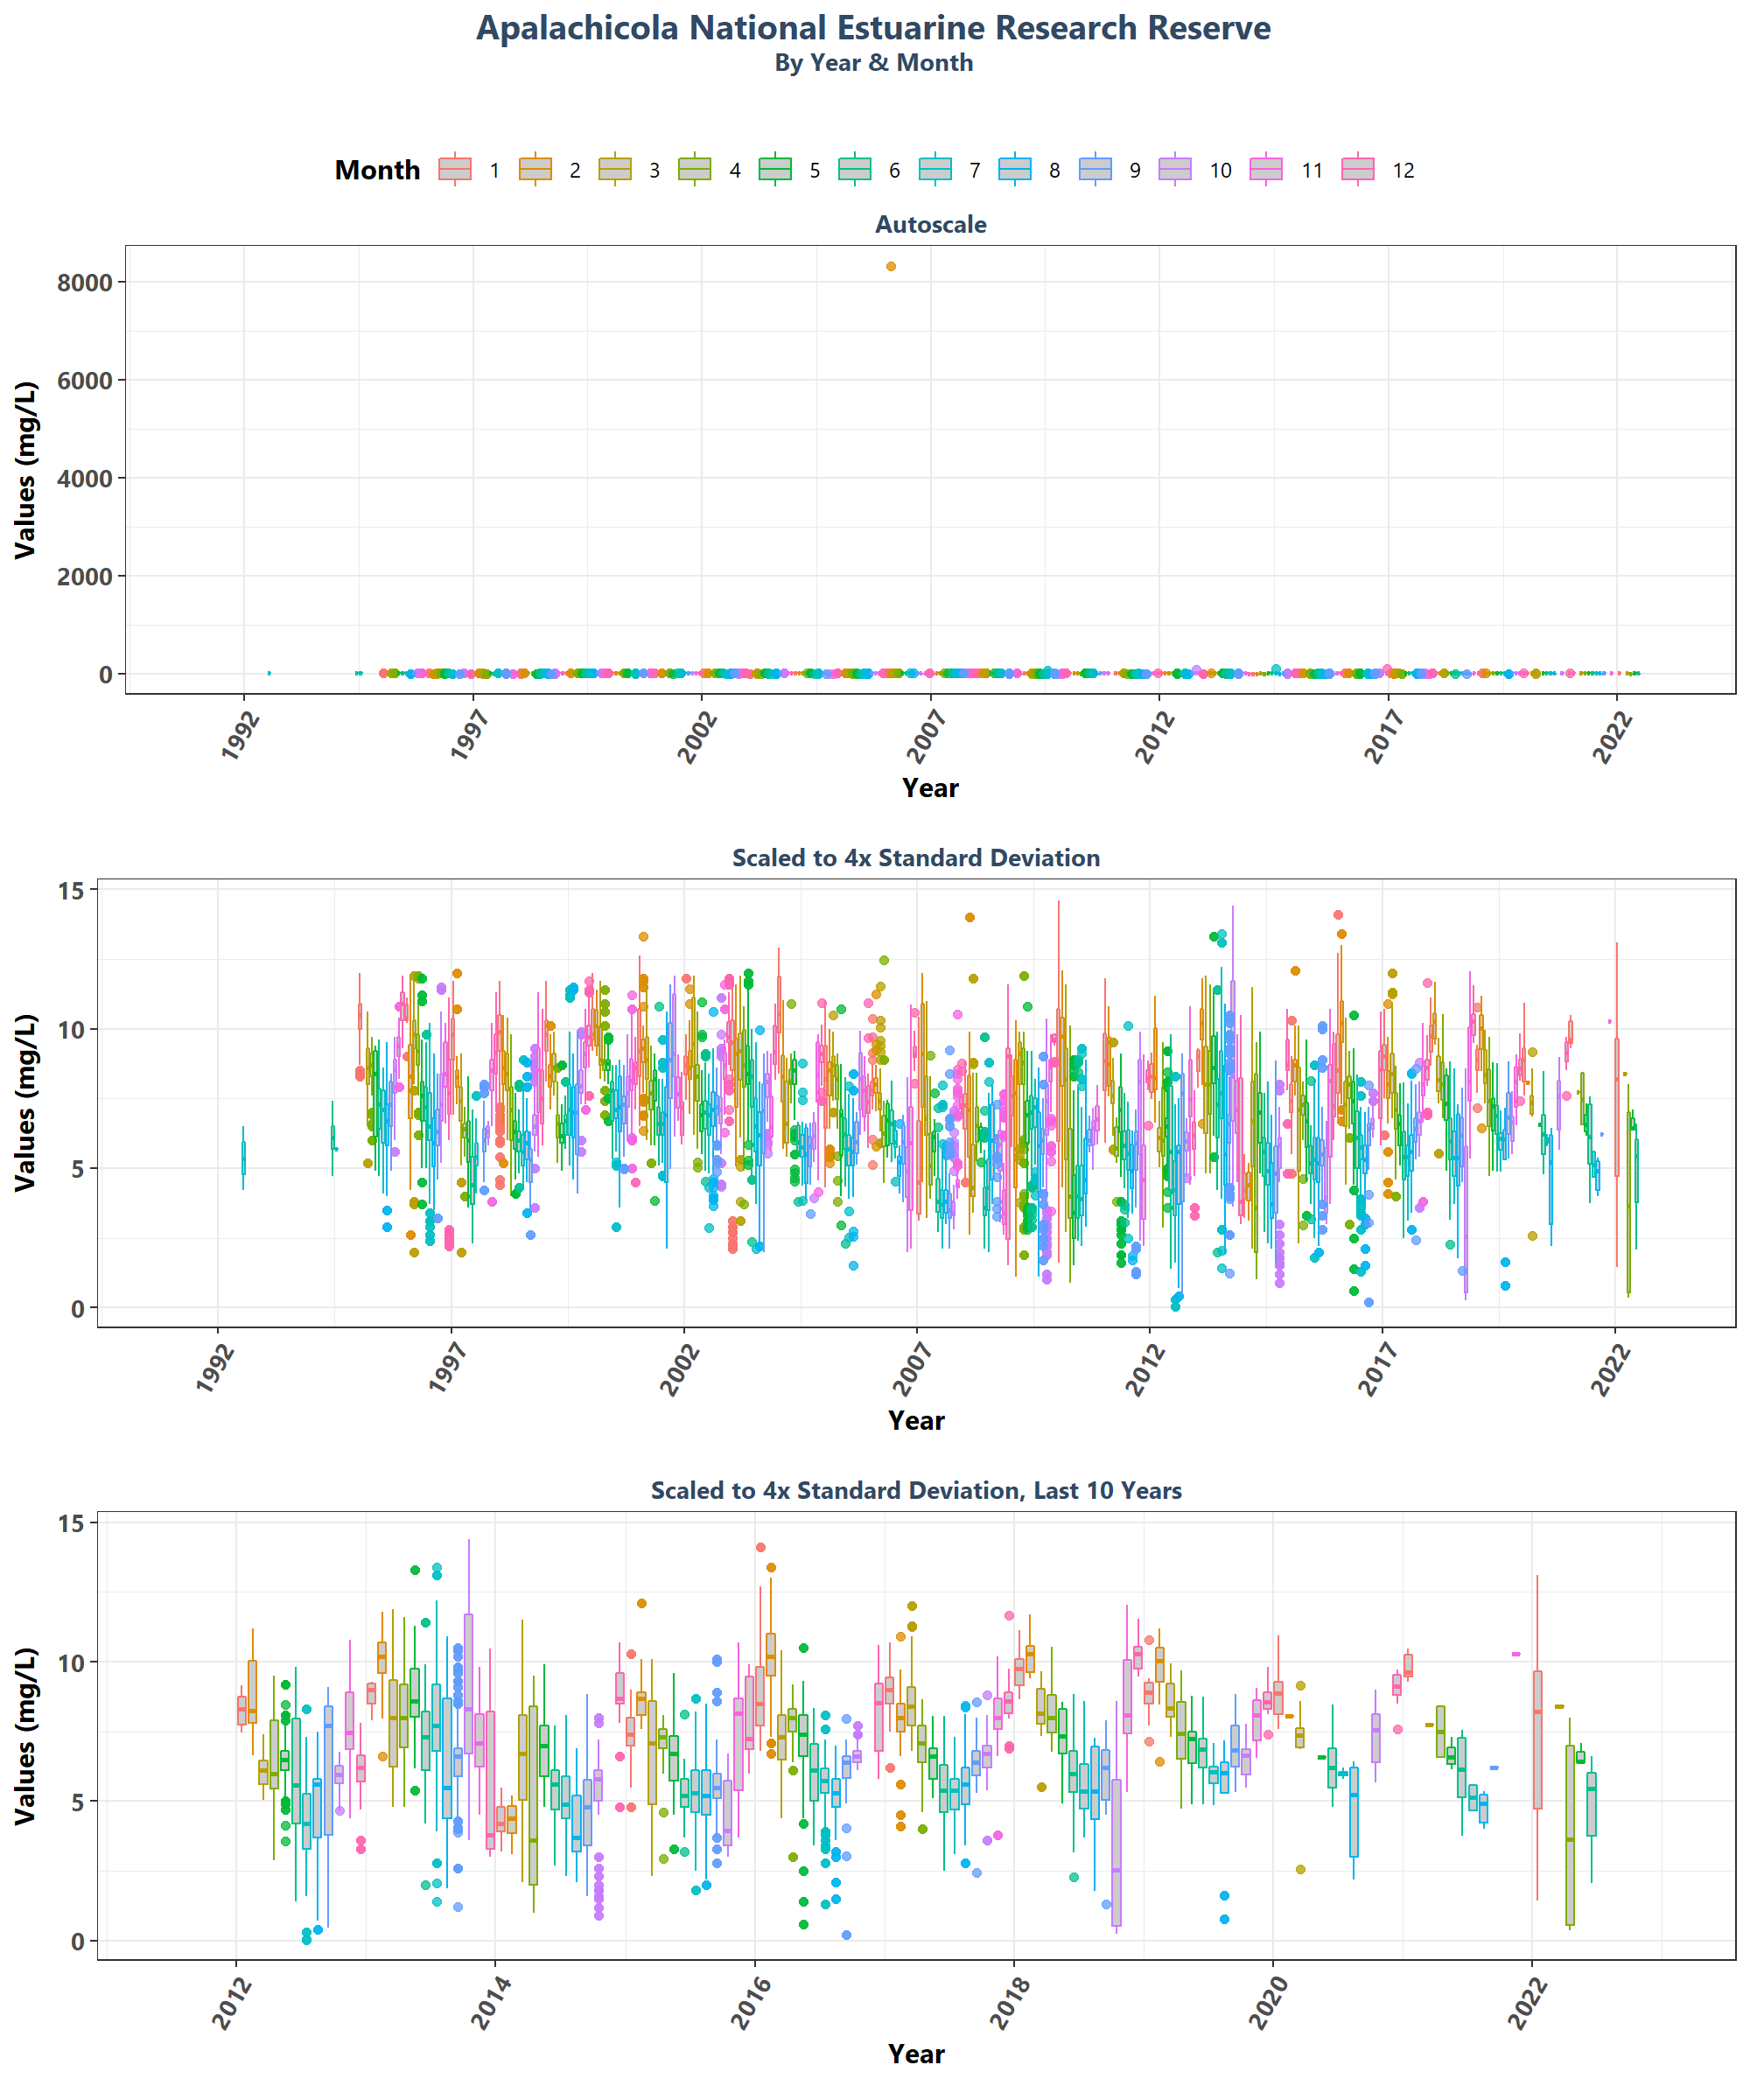 Apalachicola National Estuarine Research Reserve
By Year & Month
Month 1 2 3 4 5 6 7 8 9 10 11 12
Autoscale
Values (mg/L)
8000
6000
4000
2000
0
1992 1997 2002 2007 2012 2017 2022
Year
Scaled to 4x Standard Deviation
Values (mg/L)
15
10
5
0
1992 1997 2002 2007 2012 2017 2022
Year
Scaled to 4x Standard Deviation, Last 10 Years
Values (mg/L)
15
10
5
0
2012 2014 2016 2018 2020 2022
Year